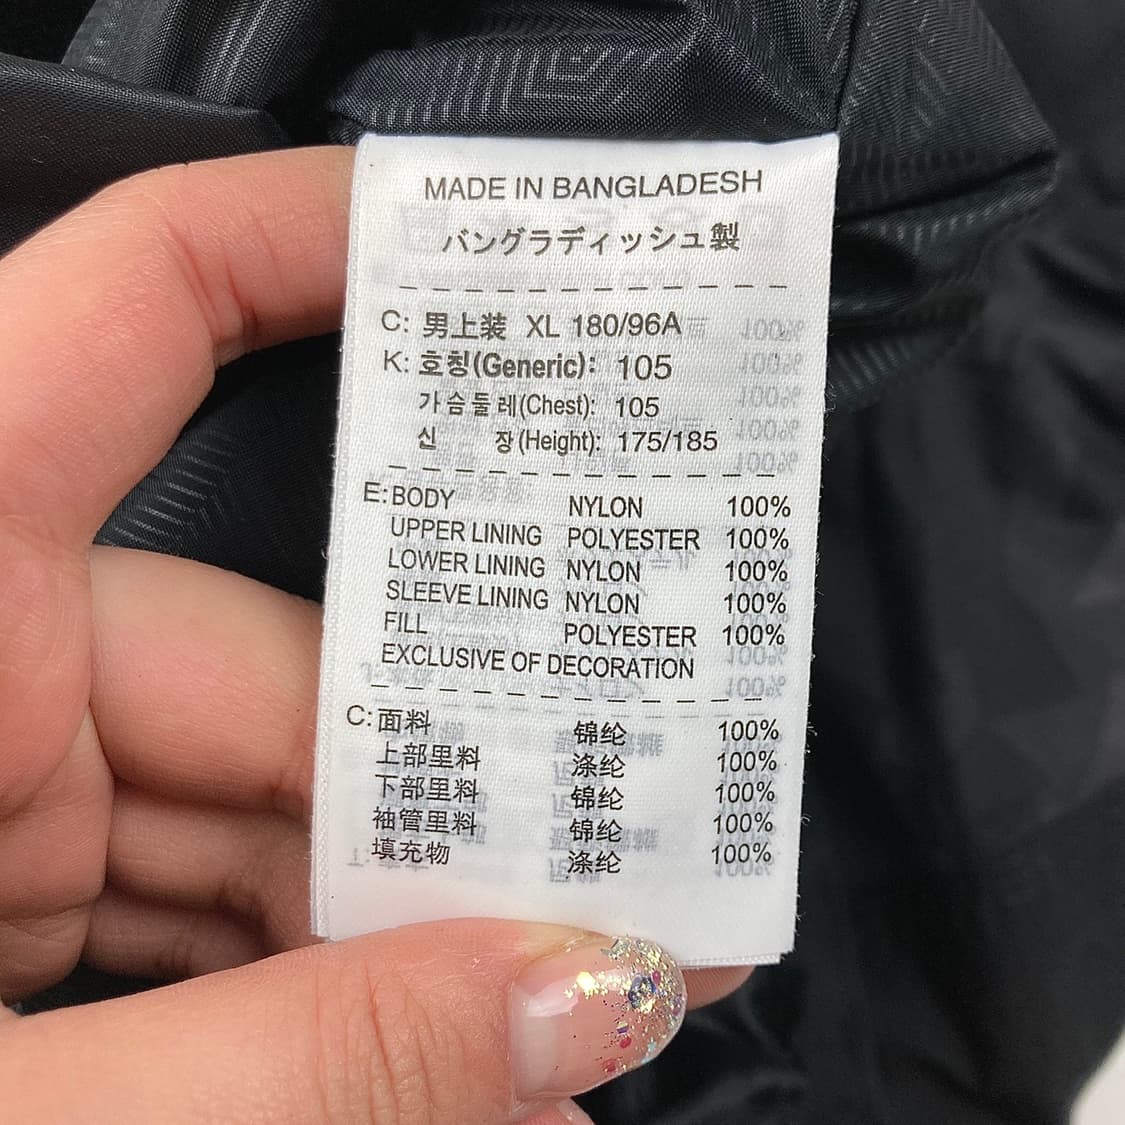 MADE IN BANGLADESH
バングラディッシュ製
C: 男上装 XL 180/96A
K: 호칭(Generic): 105
가슴둘레(Chest): 105
신 장(Height): 175/185
E: BODY NYLON 100%
UPPER LINING POLYESTER 100%
LOWER LINING NYLON 100%
SLEEVE LINING NYLON 100%
FILL POLYESTER 100%
EXCLUSIVE OF DECORATION
C: 面料 锦纶 100%
上部里料 涤纶 100%
下部里料 锦纶 100%
袖管里料 锦纶 100%
填充物 涤纶 100%